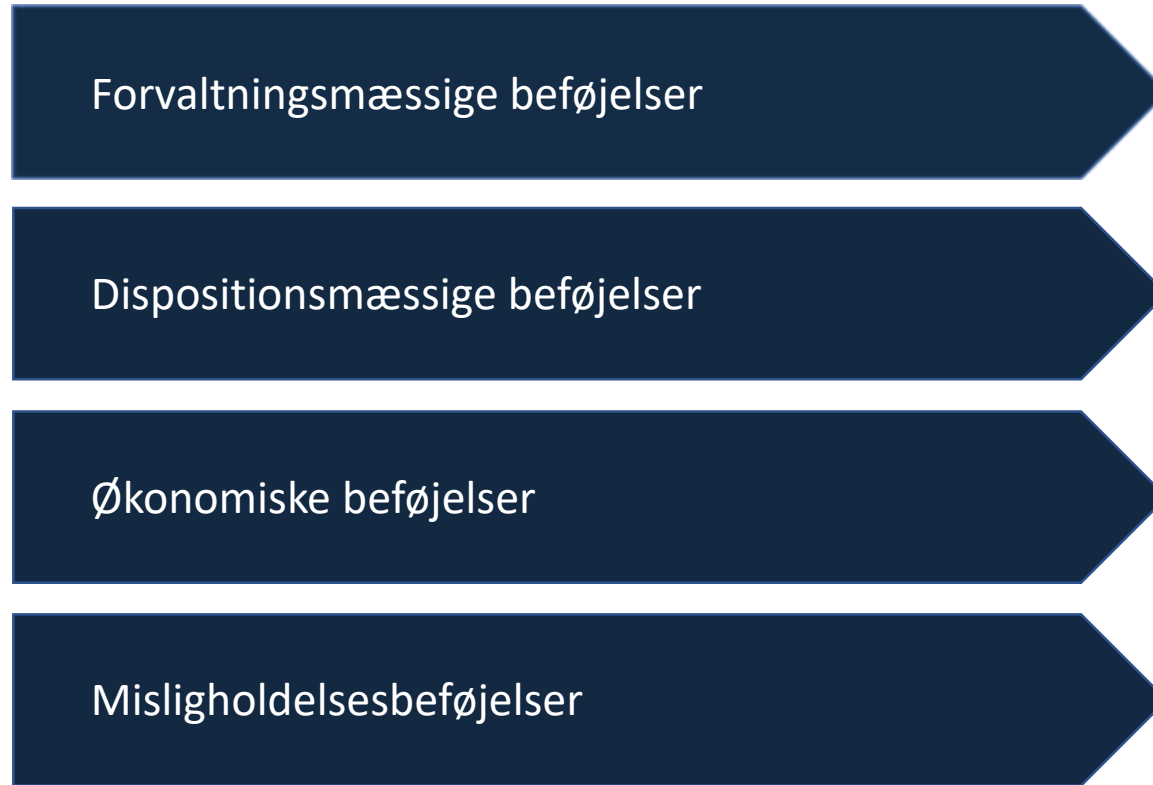 Forvaltningsmæssige beføjelser
Dispositionsmæssige beføjelser
Økonomiske beføjelser
Misligholdelsesbeføjelser